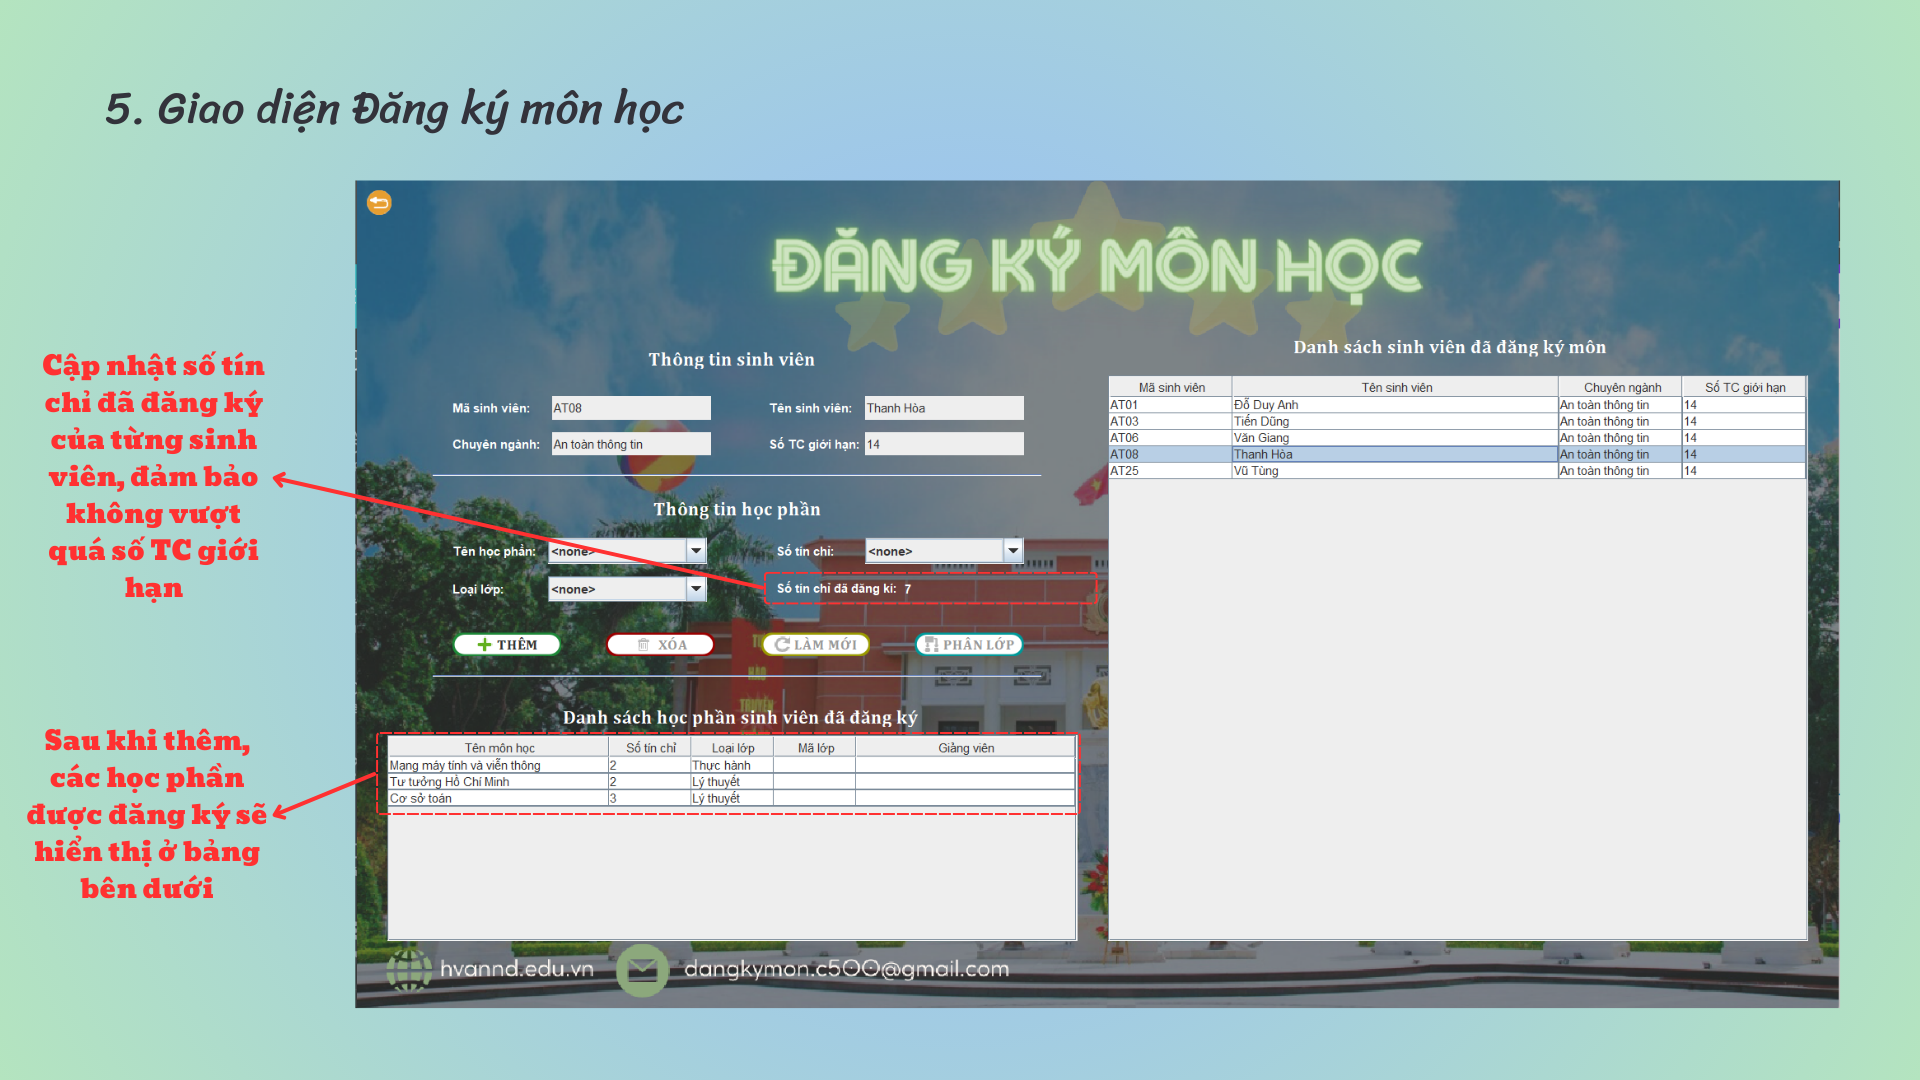 5. Giao diện Đăng ký môn học
ĐĂNG KÝ MÔN HỌC
Cập nhật số tín
chỉ đã đăng ký
của từng sinh
viên, đảm bảo
không vượt
quá số TC giới
hạn
Sau khi thêm,
các học phần
được đăng ký sẽ
hiển thị ở bảng
bên dưới
Thông tin sinh viên
Mã sinh viên: AT08 Tên sinh viên: Thanh Hòa
Chuyên ngành: An toàn thông tin Số TC giới hạn: 14
Thông tin học phần
Tên học phần: <none> Số tín chỉ: <none>
Loại lớp: <none> Số tín chỉ đã đăng kí: 7
THÊM XÓA LÀM MỚI PHÂN LỚP
Danh sách học phần sinh viên đã đăng ký
Tên môn học Số tín chỉ Loại lớp Mã lớp Giảng viên
Mạng máy tính và viễn thông 2 Thực hành
Tư tưởng Hồ Chí Minh 2 Lý thuyết
Cơ sở toán 3 Lý thuyết
Danh sách sinh viên đã đăng ký môn
Mã sinh viên Tên sinh viên Chuyên ngành Số TC giới hạn
AT01 Đỗ Duy Anh An toàn thông tin 14
AT03 Tiến Dũng An toàn thông tin 14
AT06 Văn Giang An toàn thông tin 14
AT08 Thanh Hòa An toàn thông tin 14
AT25 Vũ Tùng An toàn thông tin 14
hvannd.edu.vn dangkymon.c500@gmail.com